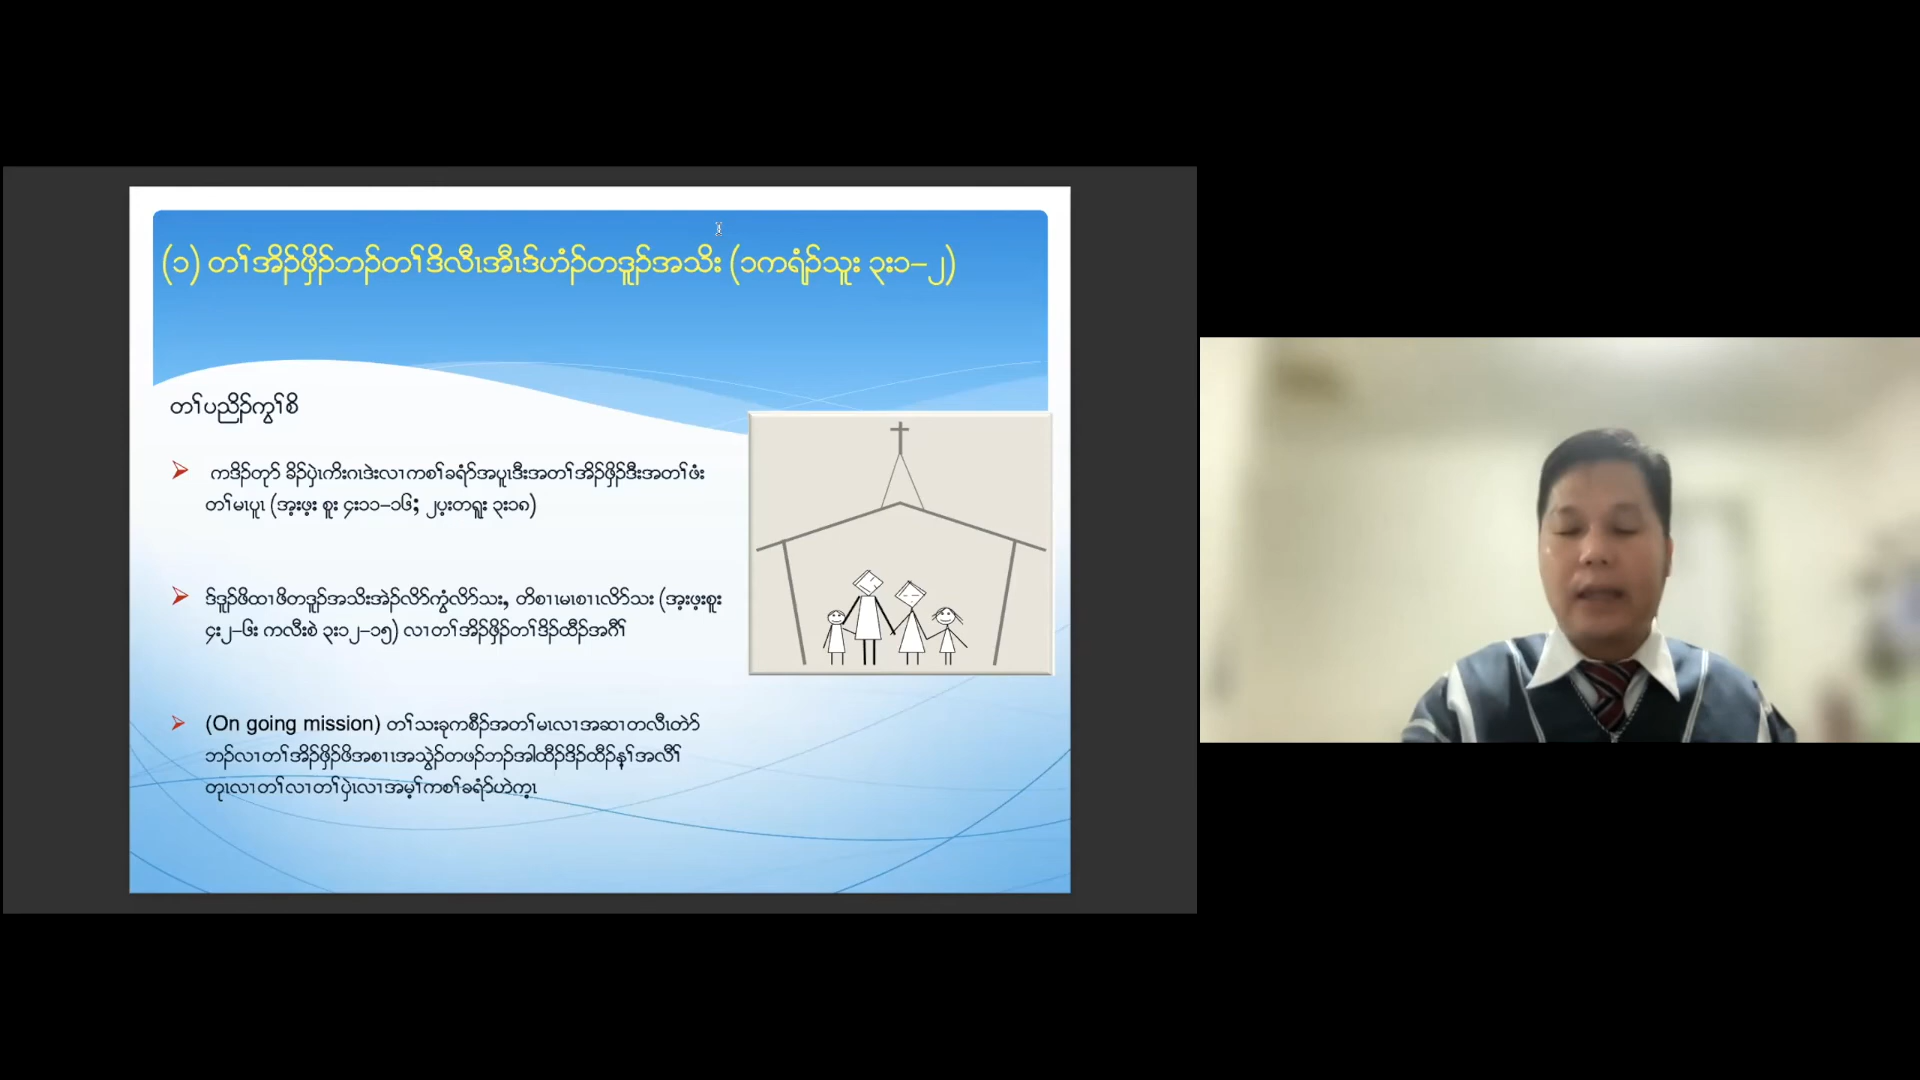 (၁) တၢ်အိၣ်ဖှိၣ်ဘၣ်တၢ်ဒိလီၤအီၤဒ်ဟံၣ်တဒူၣ်အသိး (၁ကရံၣ်သူး ၃း၁–၂)
တၢ်ပညိၣ်ကွၢ်စိ
ကဒိၣ်တုာ် ခိၣ်ပှဲၤကိးဂၤဒဲးလၢကစၢ်ခရံာ်အပူၤဒီးအတၢ်အိၣ်ဖှိၣ်ဒီးအတၢ်ဖံး
တၢ်မၤပူၤ (အ့းဖ့း စူး ၄း၁၁–၁၆; ၂ပ့းတရူး ၃း၁၈)
ဒ်ဒူၣ်ဖိထၢဖိတဒူၣ်အသိးအဲၣ်လိာ်ကွံလိာ်သး, တိစၢၤမၤစၢၤလိာ်သး (အ့းဖ့းစူး
၄း၂–၆း ကလီးစဲ ၃း၁၂–၁၅) လၢတၢ်အိၣ်ဖှိၣ်တၢ်ဒိၣ်ထီၣ်အဂီၢ်
(On going mission) တၢ်သးခုကစီၣ်အတၢ်မၤလၢအဆၢတလီၤတဲာ်
ဘၣ်လၢတၢ်အိၣ်ဖှိၣ်ဖိအစၢၤအသွဲၣ်တဖၣ်ဘၣ်အါထီၣ်ဒိၣ်ထီၣ်န့ၢ်အလီၢ်
တုၤလၢတၢ်လၢတၢ်ပှဲၤလၢအမ့ၢ်ကစၢ်ခရံာ်ဟဲက့ၤ